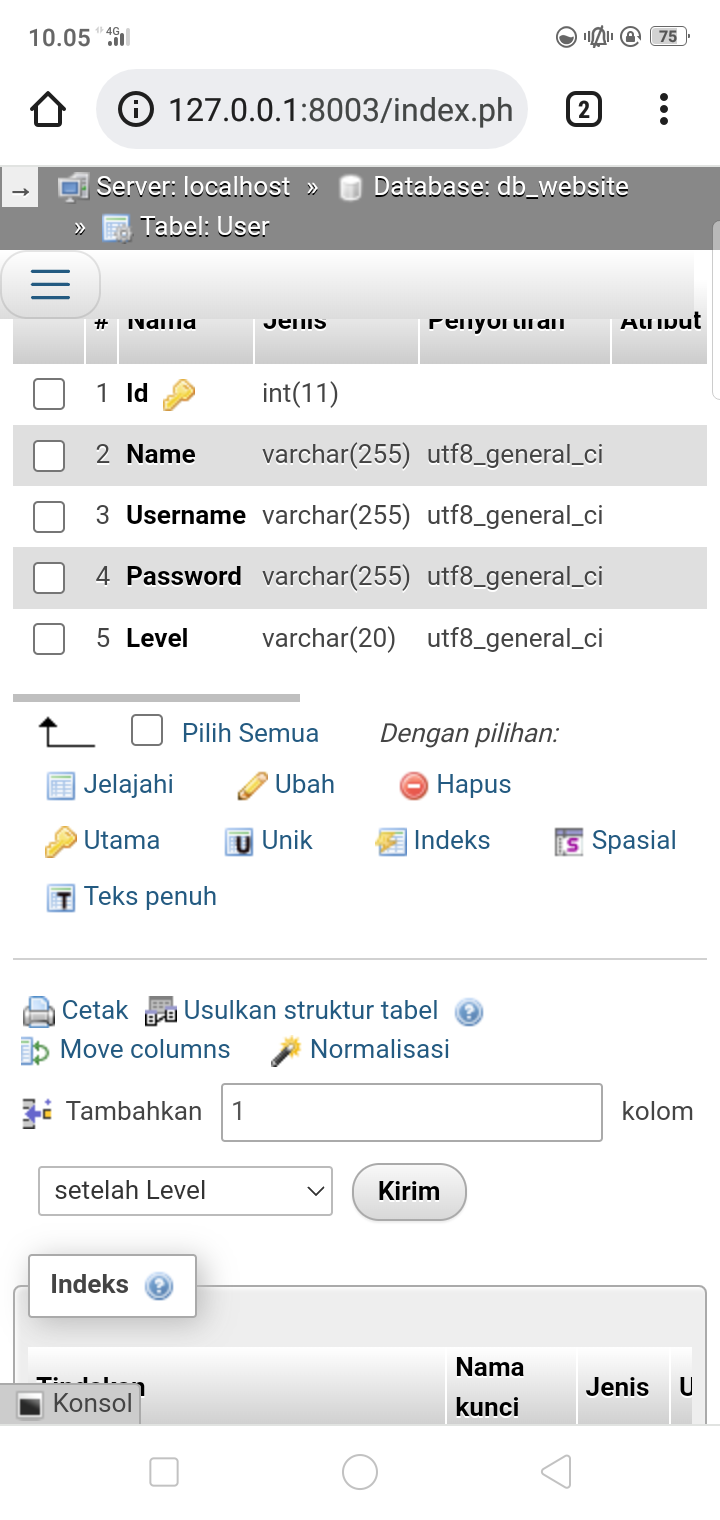 10.05 4G 75
127.0.0.1:8003/index.ph 2
→ Server: localhost » Database: db_website
» Tabel: User
# Nama Jenis Penyortiran Atribut
1 Id int(11)
2 Name varchar(255) utf8_general_ci
3 Username varchar(255) utf8_general_ci
4 Password varchar(255) utf8_general_ci
5 Level varchar(20) utf8_general_ci
Pilih Semua Dengan pilihan:
Jelajahi Ubah Hapus
Utama Unik Indeks Spasial
Teks penuh
Cetak Usulkan struktur tabel
Move columns Normalisasi
Tambahkan 1 kolom
setelah Level Kirim
Indeks
Tindakan Nama kunci Jenis U
Konsol